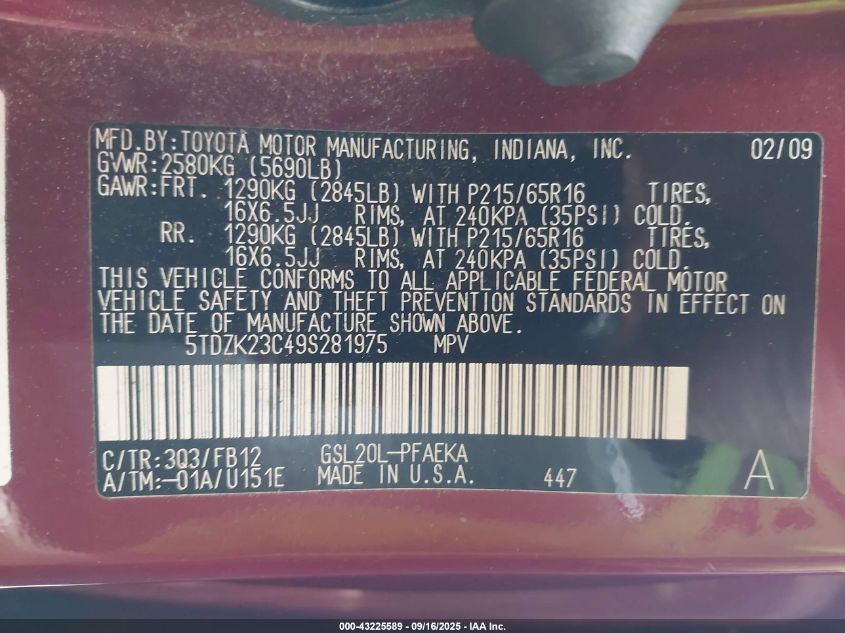 MFD.BY:TOYOTA MOTOR MANUFACTURING, INDIANA, INC. 02/09
GVWR:2580KG (5690LB)
GAWR:FRT. 1290KG (2845LB) WITH P215/65R16 TIRES,
16X6.5JJ RIMS, AT 240KPA (35PSI) COLD.
RR. 1290KG (2845LB) WITH P215/65R16 TIRES,
16X6.5JJ RIMS, AT 240KPA (35PSI) COLD.
THIS VEHICLE CONFORMS TO ALL APPLICABLE FEDERAL MOTOR
VEHICLE SAFETY AND THEFT PREVENTION STANDARDS IN EFFECT ON
THE DATE OF MANUFACTURE SHOWN ABOVE.
5TDZK23C49S281975 MPV
C/TR:3Q3/FB12 GSL20L-PFAEKA
A/TM:-01A/U151E MADE IN U.S.A. 447 A
000-43225589 - 09/16/2025 - IAA Inc.